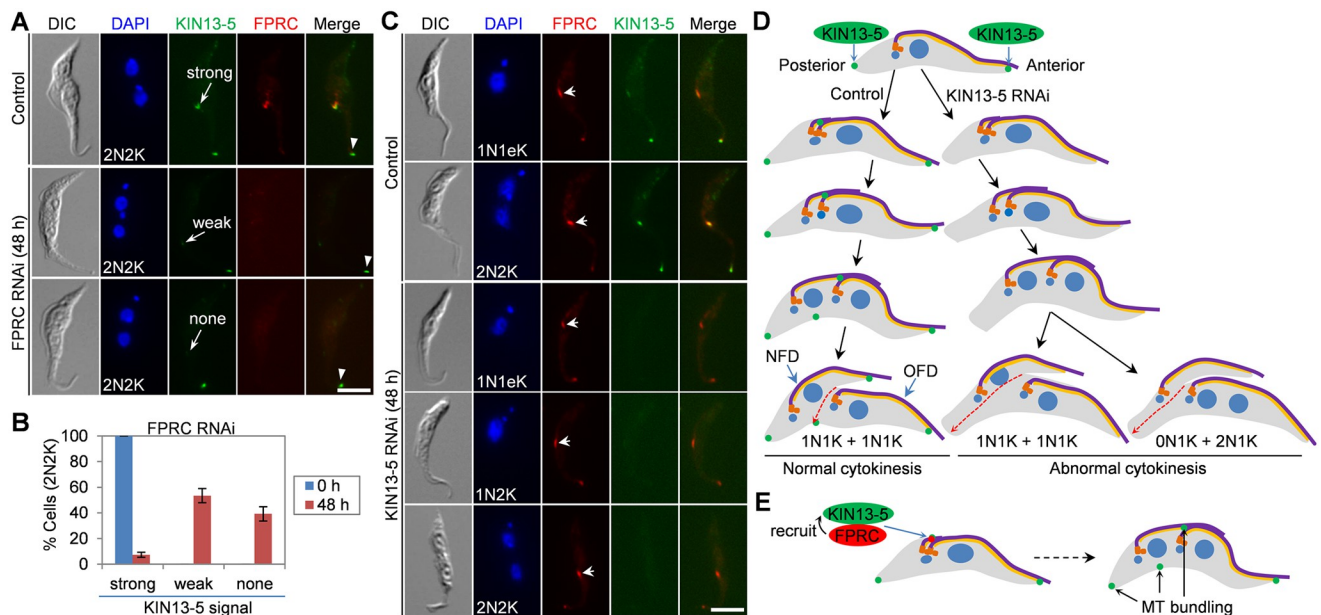 A
DIC DAPI KIN13-5 FPRC Merge
Control
strong
2N2K
FPRC RNAi (48 h)
weak
2N2K
none
2N2K
B
FPRC RNAi
% Cells (2N2K)
100
80
60
40
20
0
strong weak none
KIN13-5 signal
0 h
48 h
C
DIC DAPI FPRC KIN13-5 Merge
Control
1N1eK
2N2K
KIN13-5 RNAi (48 h)
1N1eK
1N2K
2N2K
D
KIN13-5 KIN13-5
Posterior Anterior
Control KIN13-5 RNAi
NFD OFD
1N1K + 1N1K 1N1K + 1N1K 0N1K + 2N1K
Normal cytokinesis Abnormal cytokinesis
E
KIN13-5
recruit FPRC
MT bundling